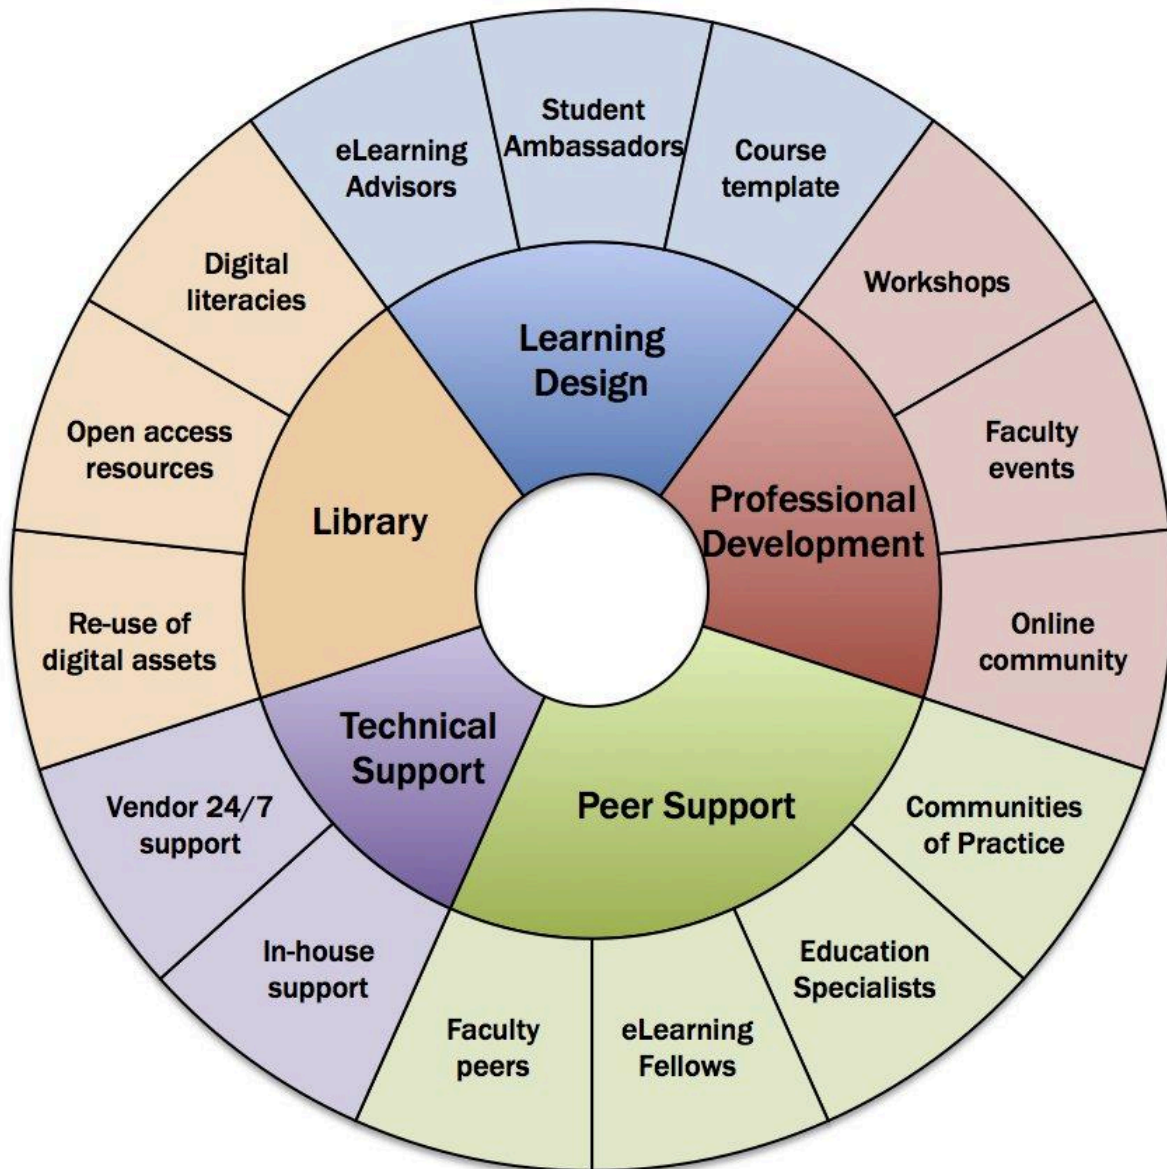 Student
Ambassadors
eLearning
Advisors
Course
template
Workshops
Faculty
events
Online
community
Communities
of Practice
Education
Specialists
eLearning
Fellows
Faculty
peers
In-house
support
Vendor 24/7
support
Re-use of
digital assets
Open access
resources
Digital
literacies
Learning
Design
Professional
Development
Peer Support
Technical
Support
Library